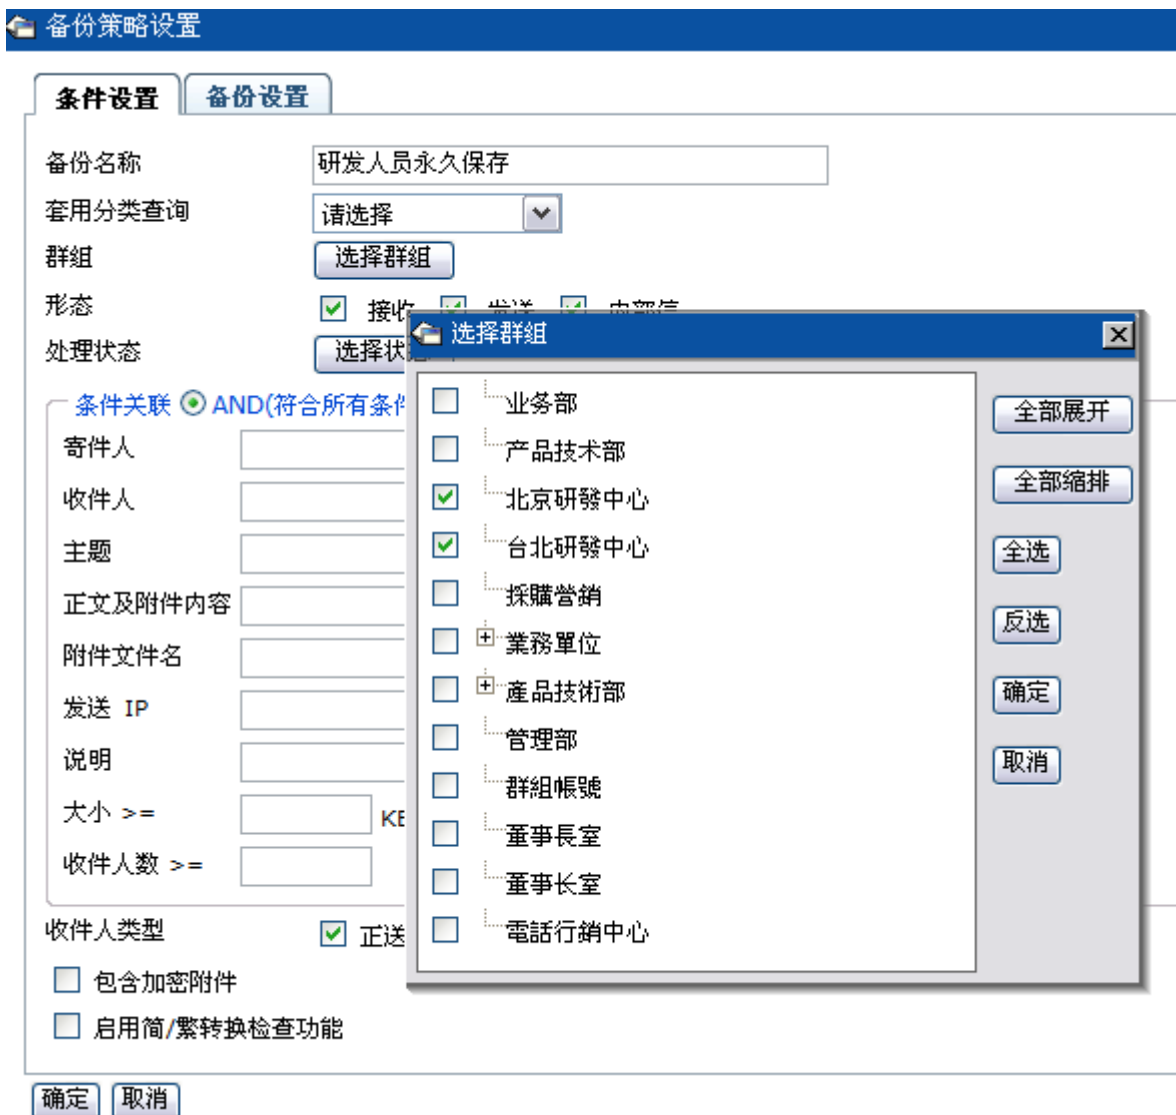 备份策略设置
条件设置 备份设置
备份名称 研发人员永久保存
套用分类查询 请选择
群组 选择群组
形态 接收 发送 内部信
处理状态 选择状
条件关联 AND(符合所有条件
寄件人
收件人
主题
正文及附件内容
附件文件名
发送 IP
说明
大小 >= KB
收件人数 >=
收件人类型 正送
包含加密附件
启用简/繁转换检查功能
确定 取消
选择群组
业务部
产品技术部
北京研發中心
台北研發中心
採購營銷
業務單位
產品技術部
管理部
群組帳號
董事長室
董事长室
電話行銷中心
全部展开
全部缩排
全选
反选
确定
取消